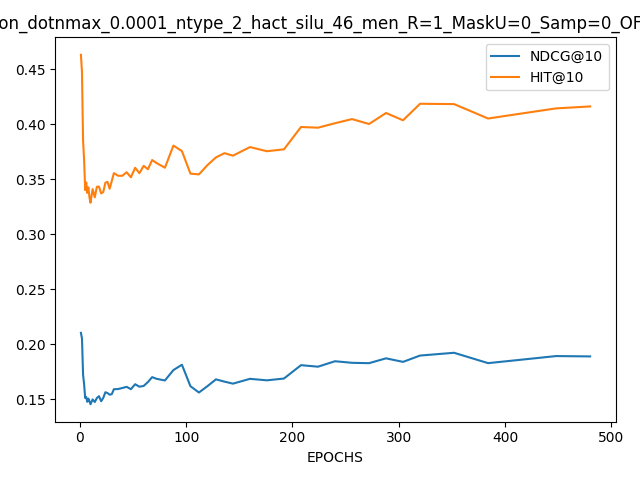 on_dotnmax_0.0001_ntype_2_hact_silu_46_men_R=1_MaskU=0_Samp=0_OF
NDCG@10
HIT@10
0.45
0.40
0.35
0.30
0.25
0.20
0.15
0 100 200 300 400 500
EPOCHS